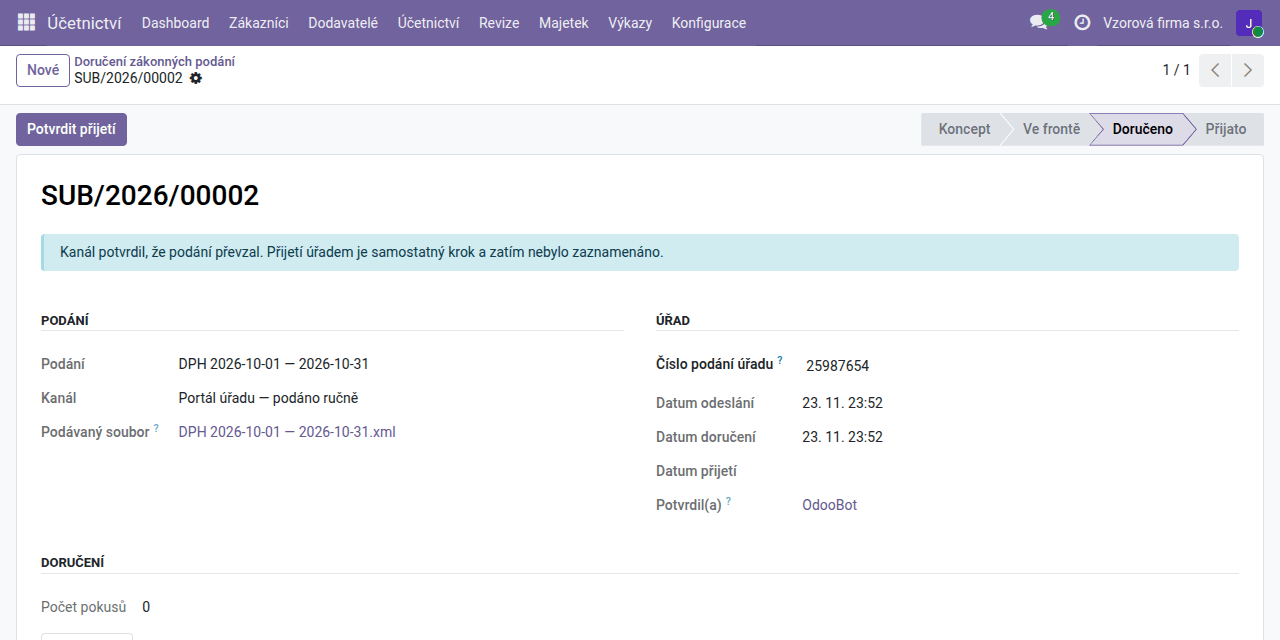 Účetnictví Dashboard Zákazníci Dodavatelé Účetnictví Revize Majetek Výkazy Konfigurace 4 Vzorová firma s.r.o. J
Nové Doručení zákonných podání
SUB/2026/00002 1 / 1
Potvrdit přijetí Koncept Ve frontě Doručeno Přijato
SUB/2026/00002
Kanál potvrdil, že podání převzal. Přijetí úřadem je samostatný krok a zatím nebylo zaznamenáno.
PODÁNÍ
Podání DPH 2026-10-01 — 2026-10-31
Kanál Portál úřadu — podáno ručně
Podávaný soubor ? DPH 2026-10-01 — 2026-10-31.xml
ÚŘAD
Číslo podání úřadu ? 25987654
Datum odeslání 23. 11. 23:52
Datum doručení 23. 11. 23:52
Datum přijetí
Potvrdil(a) ? OdooBot
DORUČENÍ
Počet pokusů 0